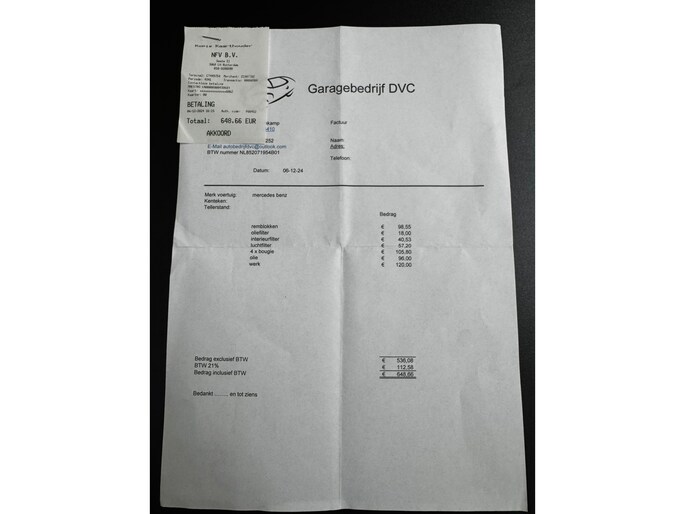 NFV B.V.
BETALING
Totaal: 648.66 EUR
AKKOORD
Garagebedrijf DVC
Factuur
Naam:
Adres:
Telefoon:
252
E-Mail autobedrijfdvc@outlook.com
BTW nummer NL852071984B01
Datum: 06-12-24
Merk voertuig: mercedes benz
Kenteken:
Tellerstand:
Bedrag
remblokken € 98,55
oliefilter € 18,00
interieurfilter € 40,53
luchtfilter € 57,20
4 x bougie € 105,80
olie € 96,00
werk € 120,00
Bedrag exclusief BTW € 536,08
BTW 21% € 112,58
Bedrag inclusief BTW € 648,66
Bedankt ........, en tot ziens